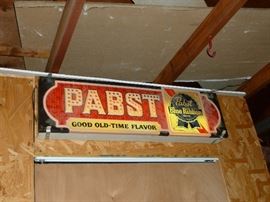 PABST
GOOD OLD-TIME FLAVOR
Pabst
Blue Ribbon